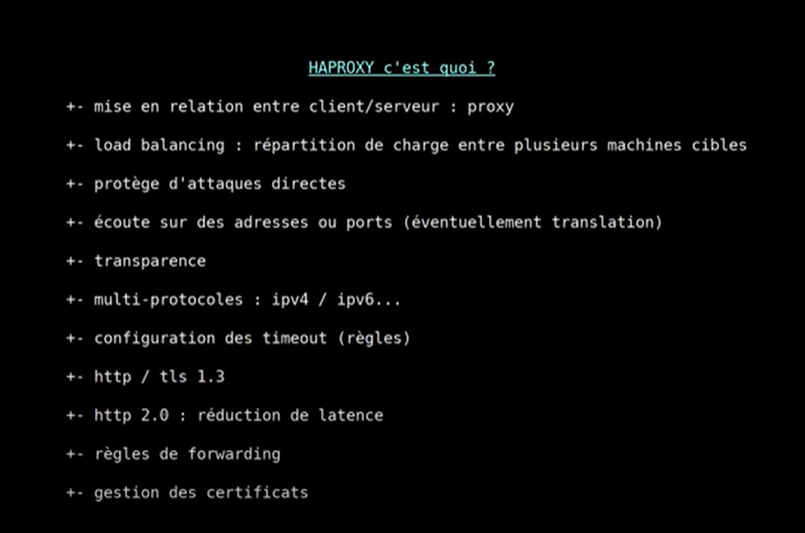 HAPROXY c'est quoi ?
+- mise en relation entre client/serveur : proxy
+- load balancing : répartition de charge entre plusieurs machines cibles
+- protège d'attaques directes
+- écoute sur des adresses ou ports (éventuellement translation)
+- transparence
+- multi-protocoles : ipv4 / ipv6...
+- configuration des timeout (règles)
+- http / tls 1.3
+- http 2.0 : réduction de latence
+- règles de forwarding
+- gestion des certificats